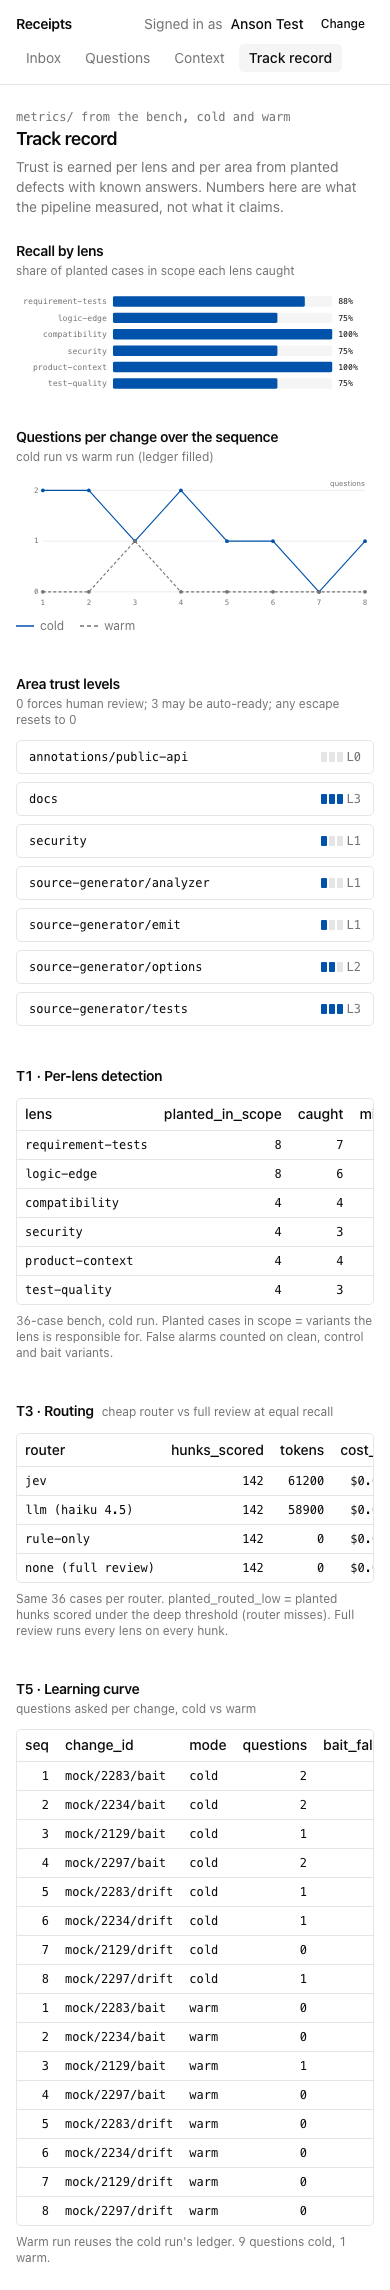 Receipts
Signed in as Anson Test Change
Inbox Questions Context Track record
metrics/ from the bench, cold and warm
Track record
Trust is earned per lens and per area from planted
defects with known answers. Numbers here are what
the pipeline measured, not what it claims.
Recall by lens
share of planted cases in scope each lens caught
requirement-tests 88%
logic-edge 75%
compatibility 100%
security 75%
product-context 100%
test-quality 75%
Questions per change over the sequence
cold run vs warm run (ledger filled)
questions
2
1
0
1 2 3 4 5 6 7 8
cold warm
Area trust levels
0 forces human review; 3 may be auto-ready; any escape
resets to 0
annotations/public-api L0
docs L3
security L1
source-generator/analyzer L1
source-generator/emit L1
source-generator/options L2
source-generator/tests L3
T1 · Per-lens detection
lens planted_in_scope caught mi
requirement-tests 8 7
logic-edge 8 6
compatibility 4 4
security 4 3
product-context 4 4
test-quality 4 3
36-case bench, cold run. Planted cases in scope = variants the
lens is responsible for. False alarms counted on clean, control
and bait variants.
T3 · Routing cheap router vs full review at equal recall
router hunks_scored tokens cost_
jev 142 61200 $0.
llm (haiku 4.5) 142 58900 $0.
rule-only 142 0 $0.
none (full review) 142 0 $0.
Same 36 cases per router. planted_routed_low = planted
hunks scored under the deep threshold (router misses). Full
review runs every lens on every hunk.
T5 · Learning curve
questions asked per change, cold vs warm
seq change_id mode questions bait_fal
1 mock/2283/bait cold 2
2 mock/2234/bait cold 2
3 mock/2129/bait cold 1
4 mock/2297/bait cold 2
5 mock/2283/drift cold 1
6 mock/2234/drift cold 1
7 mock/2129/drift cold 0
8 mock/2297/drift cold 1
1 mock/2283/bait warm 0
2 mock/2234/bait warm 0
3 mock/2129/bait warm 1
4 mock/2297/bait warm 0
5 mock/2283/drift warm 0
6 mock/2234/drift warm 0
7 mock/2129/drift warm 0
8 mock/2297/drift warm 0
Warm run reuses the cold run's ledger. 9 questions cold, 1
warm.